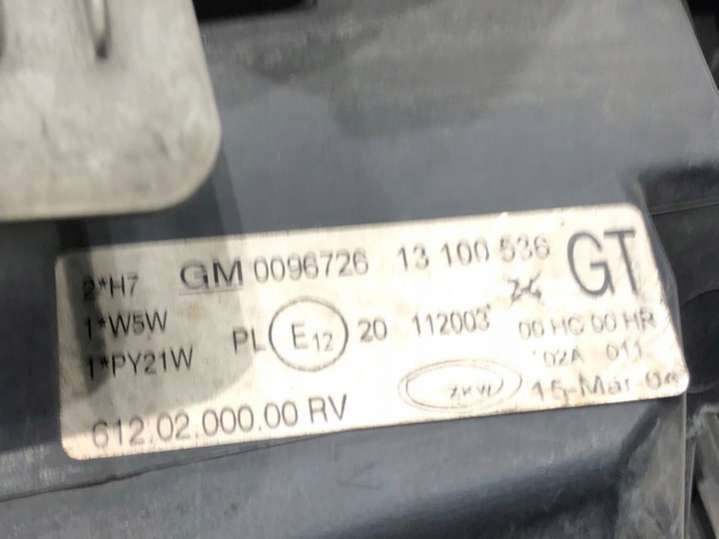 2*H7 GM 0096726 13 100 536 GT
1*W5W
1*PY21W
PL E12 20 112003 00 HC 00 HR
02A 011
612.02.000.00 RV ZKW 15-Mar-04